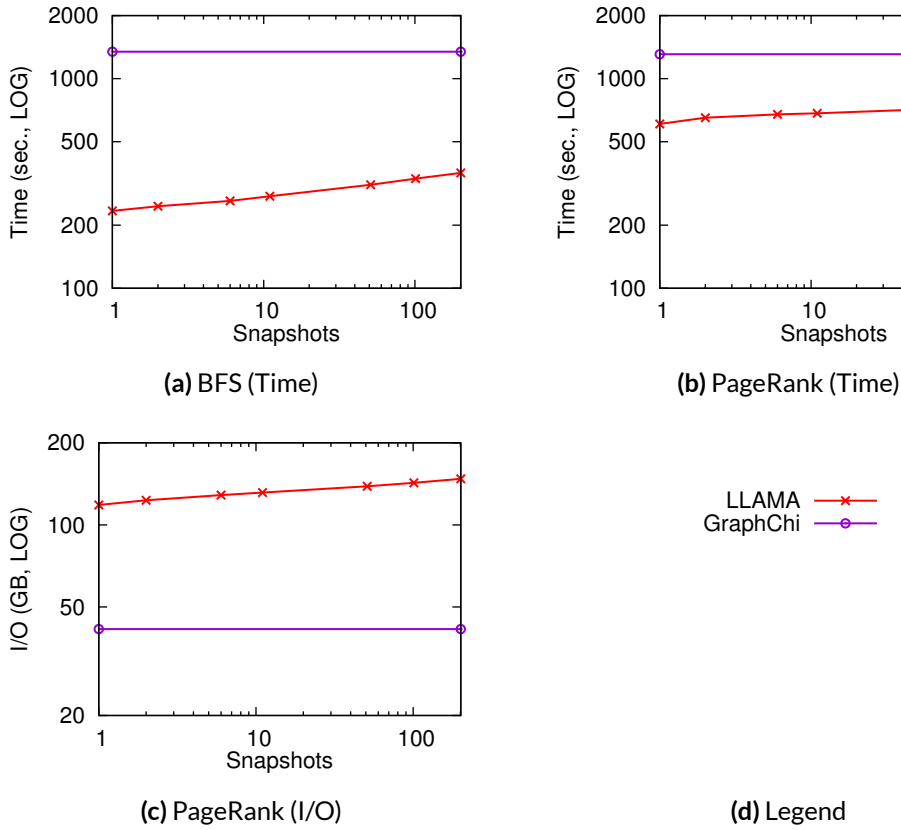 2000
1000
500
200
100
Time (sec., LOG)
1
10
100
Snapshots
(a) BFS (Time)
2000
1000
500
200
100
Time (sec., LOG)
1
10
Snapshots
(b) PageRank (Time)
200
100
50
20
I/O (GB, LOG)
1
10
100
Snapshots
(c) PageRank (I/O)
LLAMA
GraphChi
(d) Legend